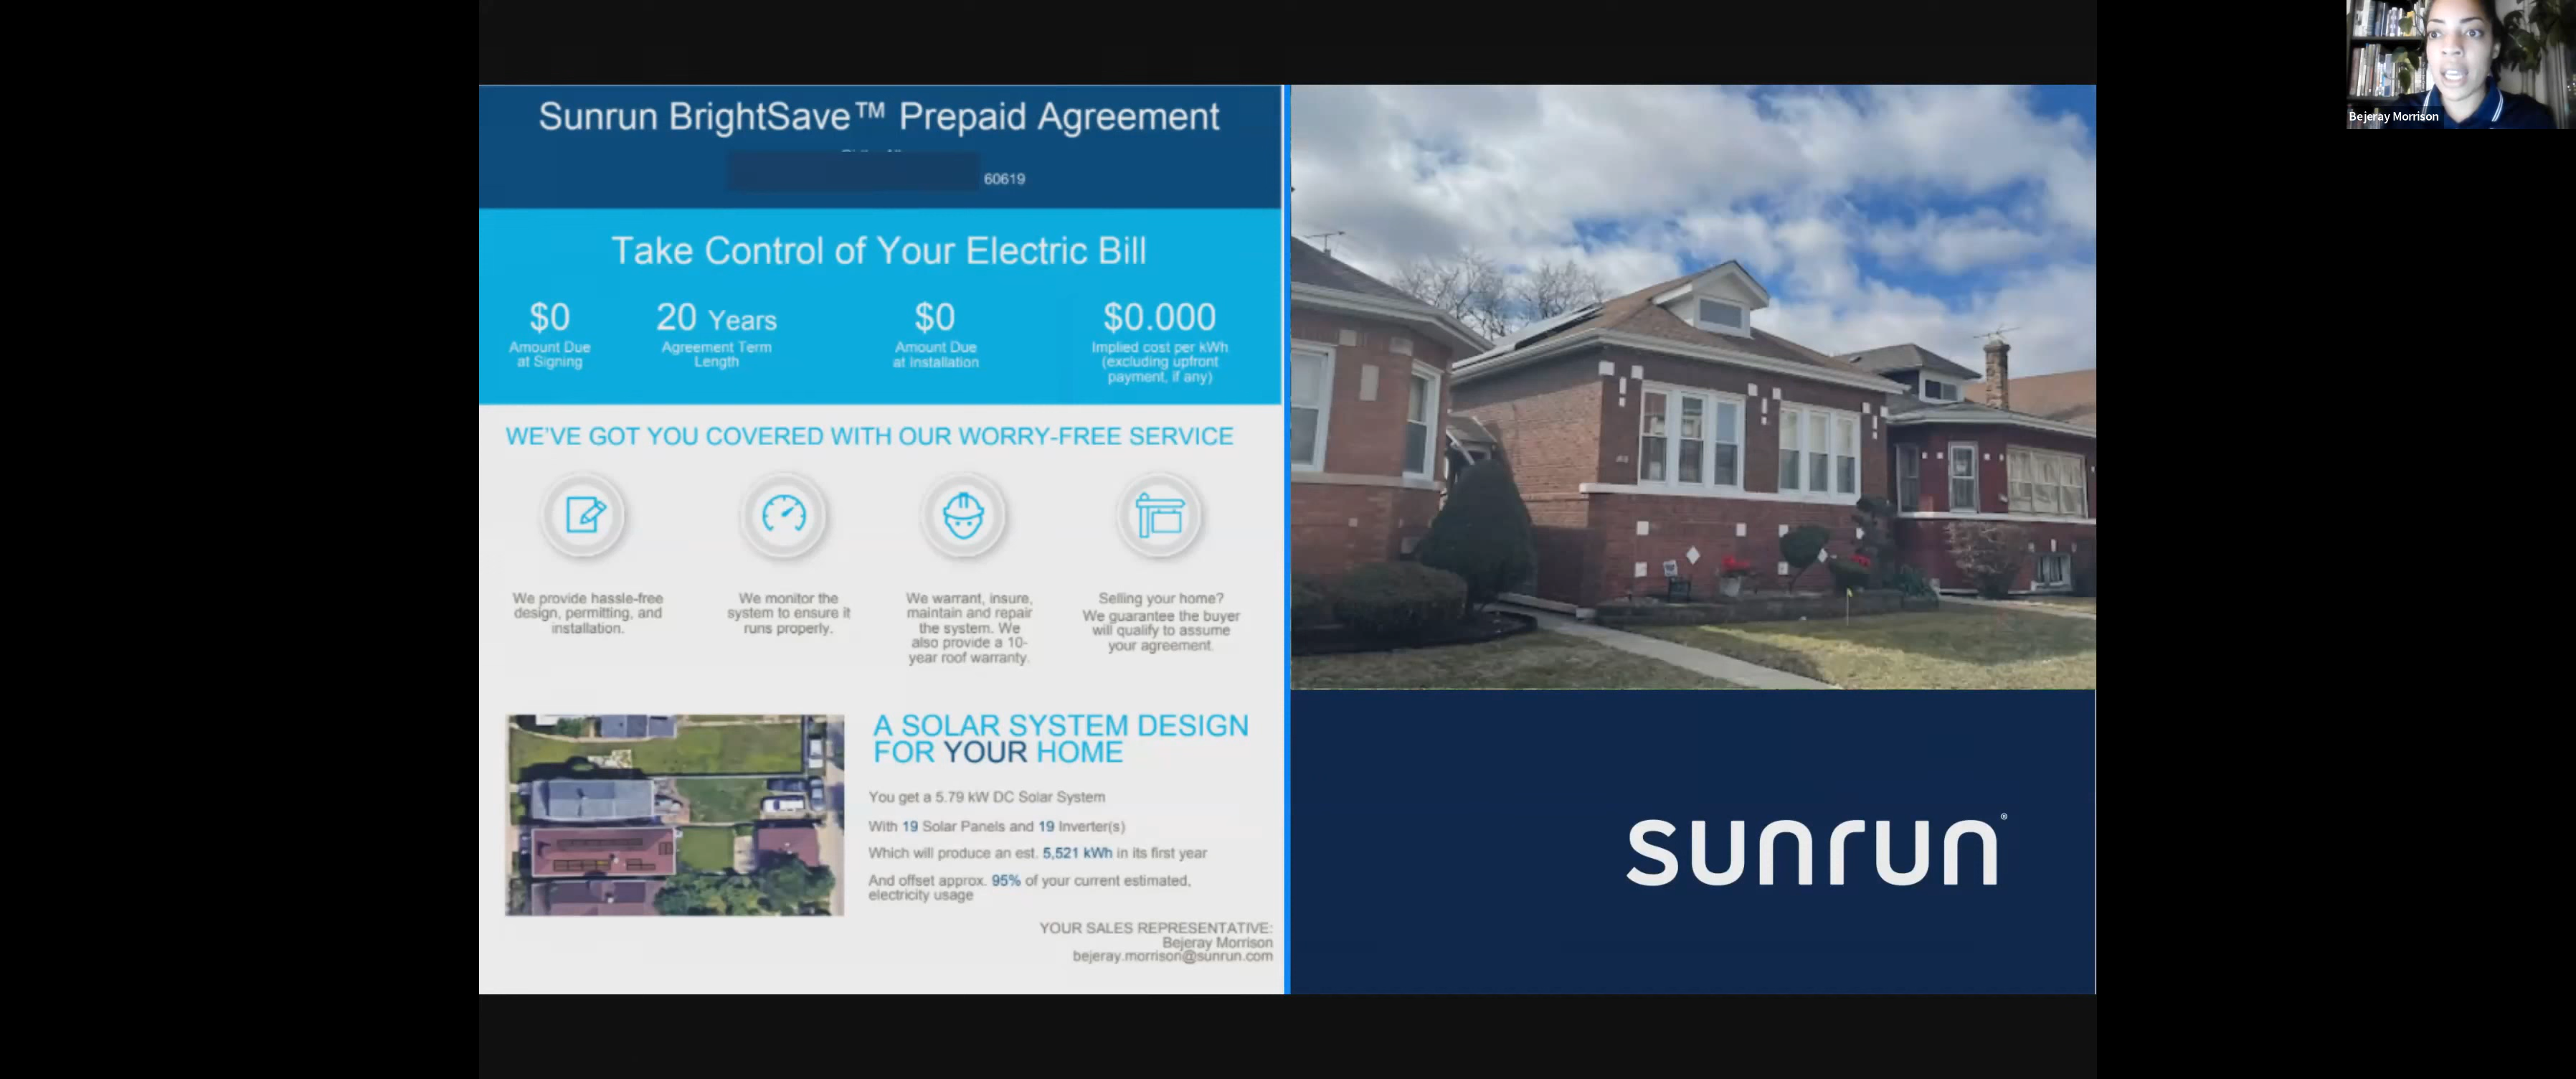 Sunrun BrightSave™ Prepaid Agreement
60619
Take Control of Your Electric Bill
$0
Amount Due
at Signing
20 Years
Agreement Term
Length
$0
Amount Due
at Installation
$0.000
Implied cost per kWh
(excluding upfront
payment, if any)
WE'VE GOT YOU COVERED WITH OUR WORRY-FREE SERVICE
We provide hassle-free
design, permitting, and
installation.
We monitor the
system to ensure it
runs properly.
We warrant, insure,
maintain and repair
the system. We
also provide a 10-
year roof warranty.
Selling your home?
We guarantee the buyer
will qualify to assume
your agreement.
A SOLAR SYSTEM DESIGN
FOR YOUR HOME
You get a 5.79 kW DC Solar System
With 19 Solar Panels and 19 Inverter(s)
Which will produce an est. 5,521 kWh in its first year
And offset approx. 95% of your current estimated,
electricity usage
YOUR SALES REPRESENTATIVE:
Bejeray Morrison
bejeray.morrison@sunrun.com
sunrun®
Bejeray Morrison